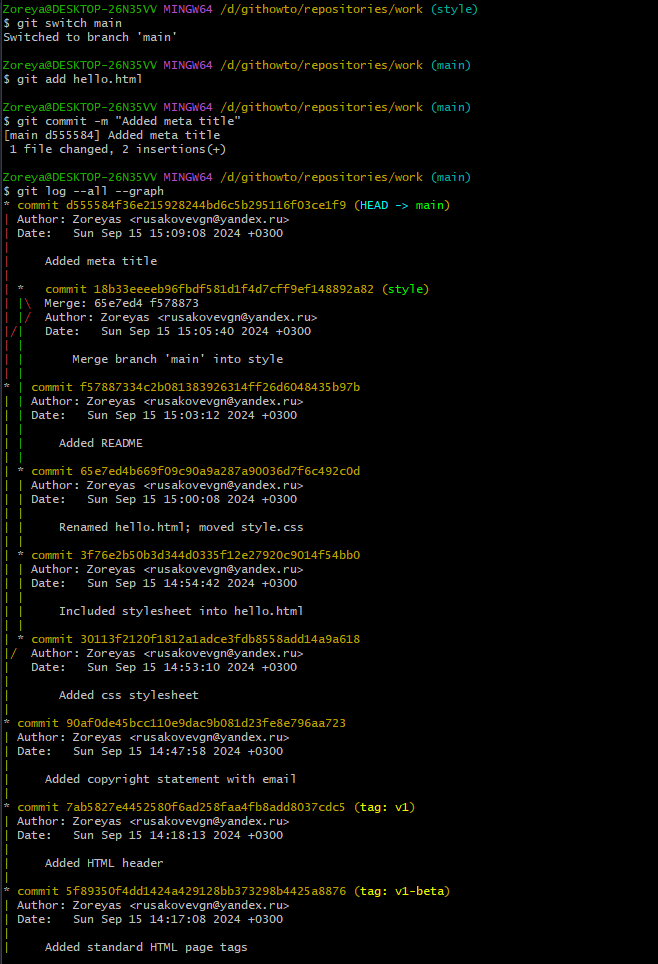 Zoreya@DESKTOP-26N35VV MINGW64 /d/githowto/repositories/work (style)
$ git switch main
Switched to branch 'main'

Zoreya@DESKTOP-26N35VV MINGW64 /d/githowto/repositories/work (main)
$ git add hello.html

Zoreya@DESKTOP-26N35VV MINGW64 /d/githowto/repositories/work (main)
$ git commit -m "Added meta title"
[main d555584] Added meta title
 1 file changed, 2 insertions(+)

Zoreya@DESKTOP-26N35VV MINGW64 /d/githowto/repositories/work (main)
$ git log --all --graph
* commit d555584f36e215928244bd6c5b295116f03ce1f9 (HEAD -> main)
| Author: Zoreyas <rusakovevgn@yandex.ru>
| Date:   Sun Sep 15 15:09:08 2024 +0300
|
|     Added meta title
|
| *   commit 18b33eeeeb96fbdf581d1f4d7cff9ef148892a82 (style)
| |\  Merge: 65e7ed4 f578873
| |/  Author: Zoreyas <rusakovevgn@yandex.ru>
|/|   Date:   Sun Sep 15 15:05:40 2024 +0300
| |
| |       Merge branch 'main' into style
| |
* | commit f57887334c2b081383926314ff26d6048435b97b
| | Author: Zoreyas <rusakovevgn@yandex.ru>
| | Date:   Sun Sep 15 15:03:12 2024 +0300
| |
| |     Added README
| |
| * commit 65e7ed4b669f09c90a9a287a90036d7f6c492c0d
| | Author: Zoreyas <rusakovevgn@yandex.ru>
| | Date:   Sun Sep 15 15:00:08 2024 +0300
| |
| |     Renamed hello.html; moved style.css
| |
| * commit 3f76e2b50b3d344d0335f12e27920c9014f54bb0
| | Author: Zoreyas <rusakovevgn@yandex.ru>
| | Date:   Sun Sep 15 14:54:42 2024 +0300
| |
| |     Included stylesheet into hello.html
| |
| * commit 30113f2120f1812a1adce3fdb8558add14a9a618
|/  Author: Zoreyas <rusakovevgn@yandex.ru>
|   Date:   Sun Sep 15 14:53:10 2024 +0300
|
|       Added css stylesheet
|
* commit 90af0de45bcc110e9dac9b081d23fe8e796aa723
| Author: Zoreyas <rusakovevgn@yandex.ru>
| Date:   Sun Sep 15 14:47:58 2024 +0300
|
|     Added copyright statement with email
|
* commit 7ab5827e4452580f6ad258faa4fb8add8037cdc5 (tag: v1)
| Author: Zoreyas <rusakovevgn@yandex.ru>
| Date:   Sun Sep 15 14:18:13 2024 +0300
|
|     Added HTML header
|
* commit 5f89350f4dd1424a429128bb373298b4425a8876 (tag: v1-beta)
| Author: Zoreyas <rusakovevgn@yandex.ru>
| Date:   Sun Sep 15 14:17:08 2024 +0300
|
|     Added standard HTML page tags